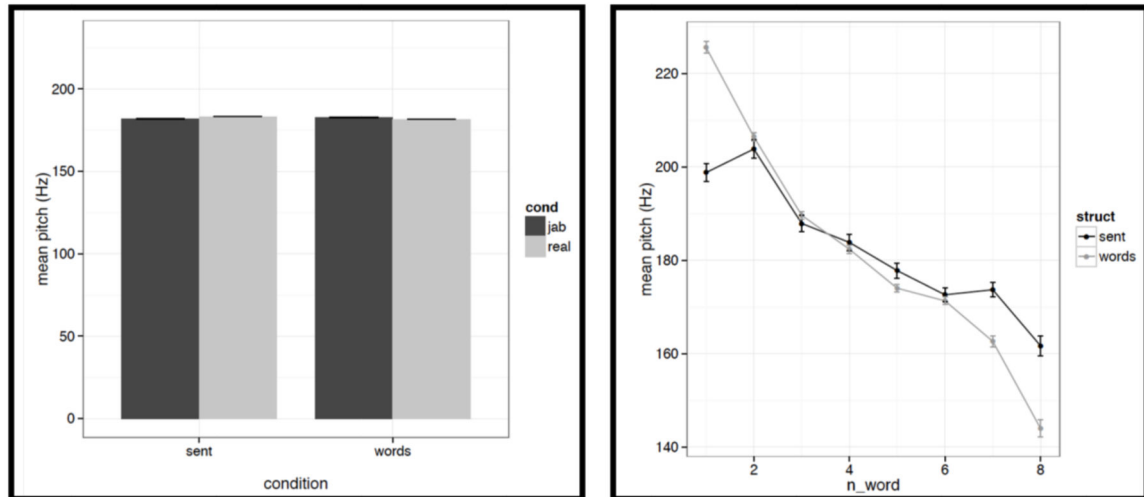 200
150
100
50
0
mean pitch (Hz)
sent
words
condition
cond
jab
real
220
200
180
160
140
mean pitch (Hz)
2
4
6
8
n_word
struct
sent
words